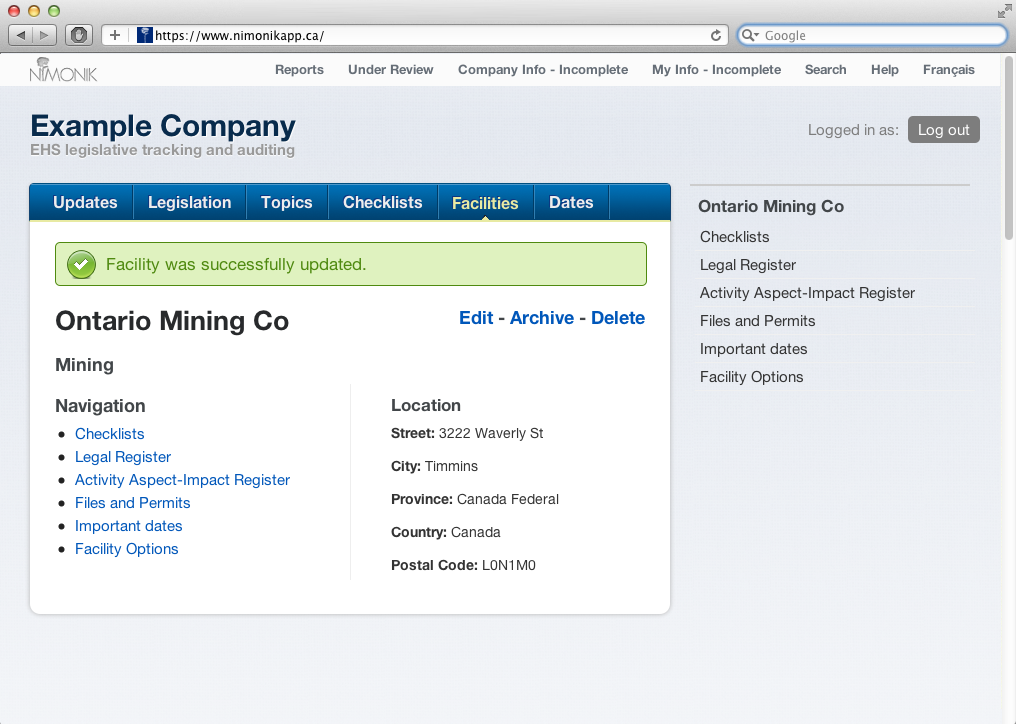 https://www.nimonikapp.ca/
Google
NIMONIK
Reports Under Review Company Info - Incomplete My Info - Incomplete Search Help Français
Example Company
EHS legislative tracking and auditing
Logged in as: Log out
Updates Legislation Topics Checklists Facilities Dates
Facility was successfully updated.
Ontario Mining Co
Edit - Archive - Delete
Mining
Navigation
Checklists
Legal Register
Activity Aspect-Impact Register
Files and Permits
Important dates
Facility Options
Location
Street: 3222 Waverly St
City: Timmins
Province: Canada Federal
Country: Canada
Postal Code: L0N1M0
Ontario Mining Co
Checklists
Legal Register
Activity Aspect-Impact Register
Files and Permits
Important dates
Facility Options